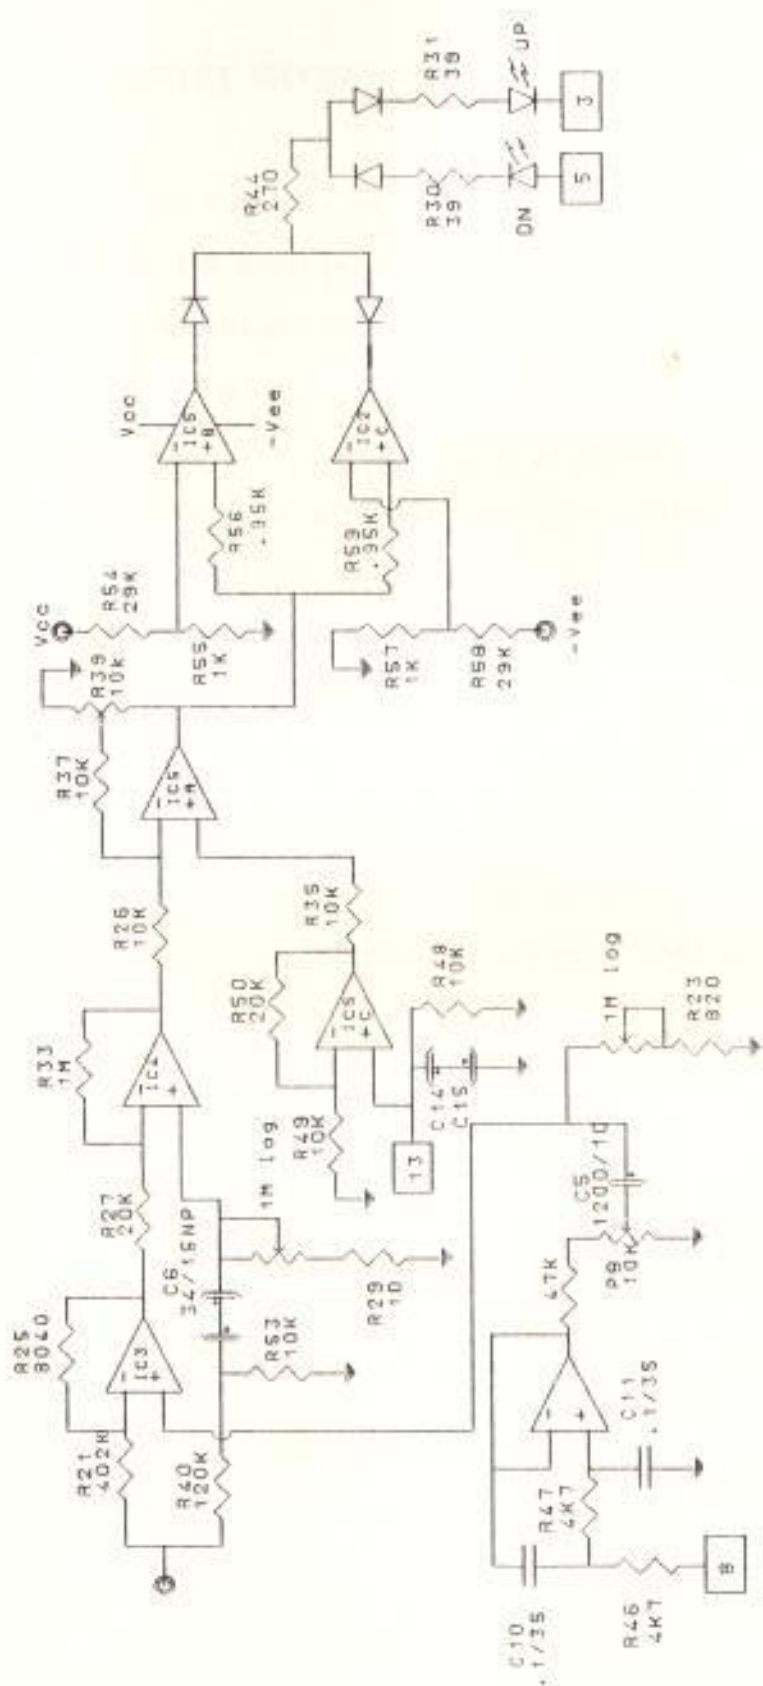 R31
39
UP
3
R44
270
R30
39
DN
5
Vcc
IC5
B
-
+
-Vee
IC2
C
-
+
R56
.95K
R59
.95K
Vcc
R54
29K
R55
1K
R57
1K
R58
29K
-Vee
R39
10k
R37
10K
IC5
A
-
+
R26
10K
R35
10K
R33
1M
IC4
-
+
R50
20K
IC5
C
-
+
R48
10K
R49
10K
C14
C15
13
1M log
R23
820
R27
20K
1M log
C6
34/16NP
R29
10
R53
10K
R25
8040
IC3
-
+
R21
402K
R40
120K
C5
1200/10
P9
10K
47K
-
+
C11
.1/35
R47
4K7
C10
.1/35
R46
4K7
8